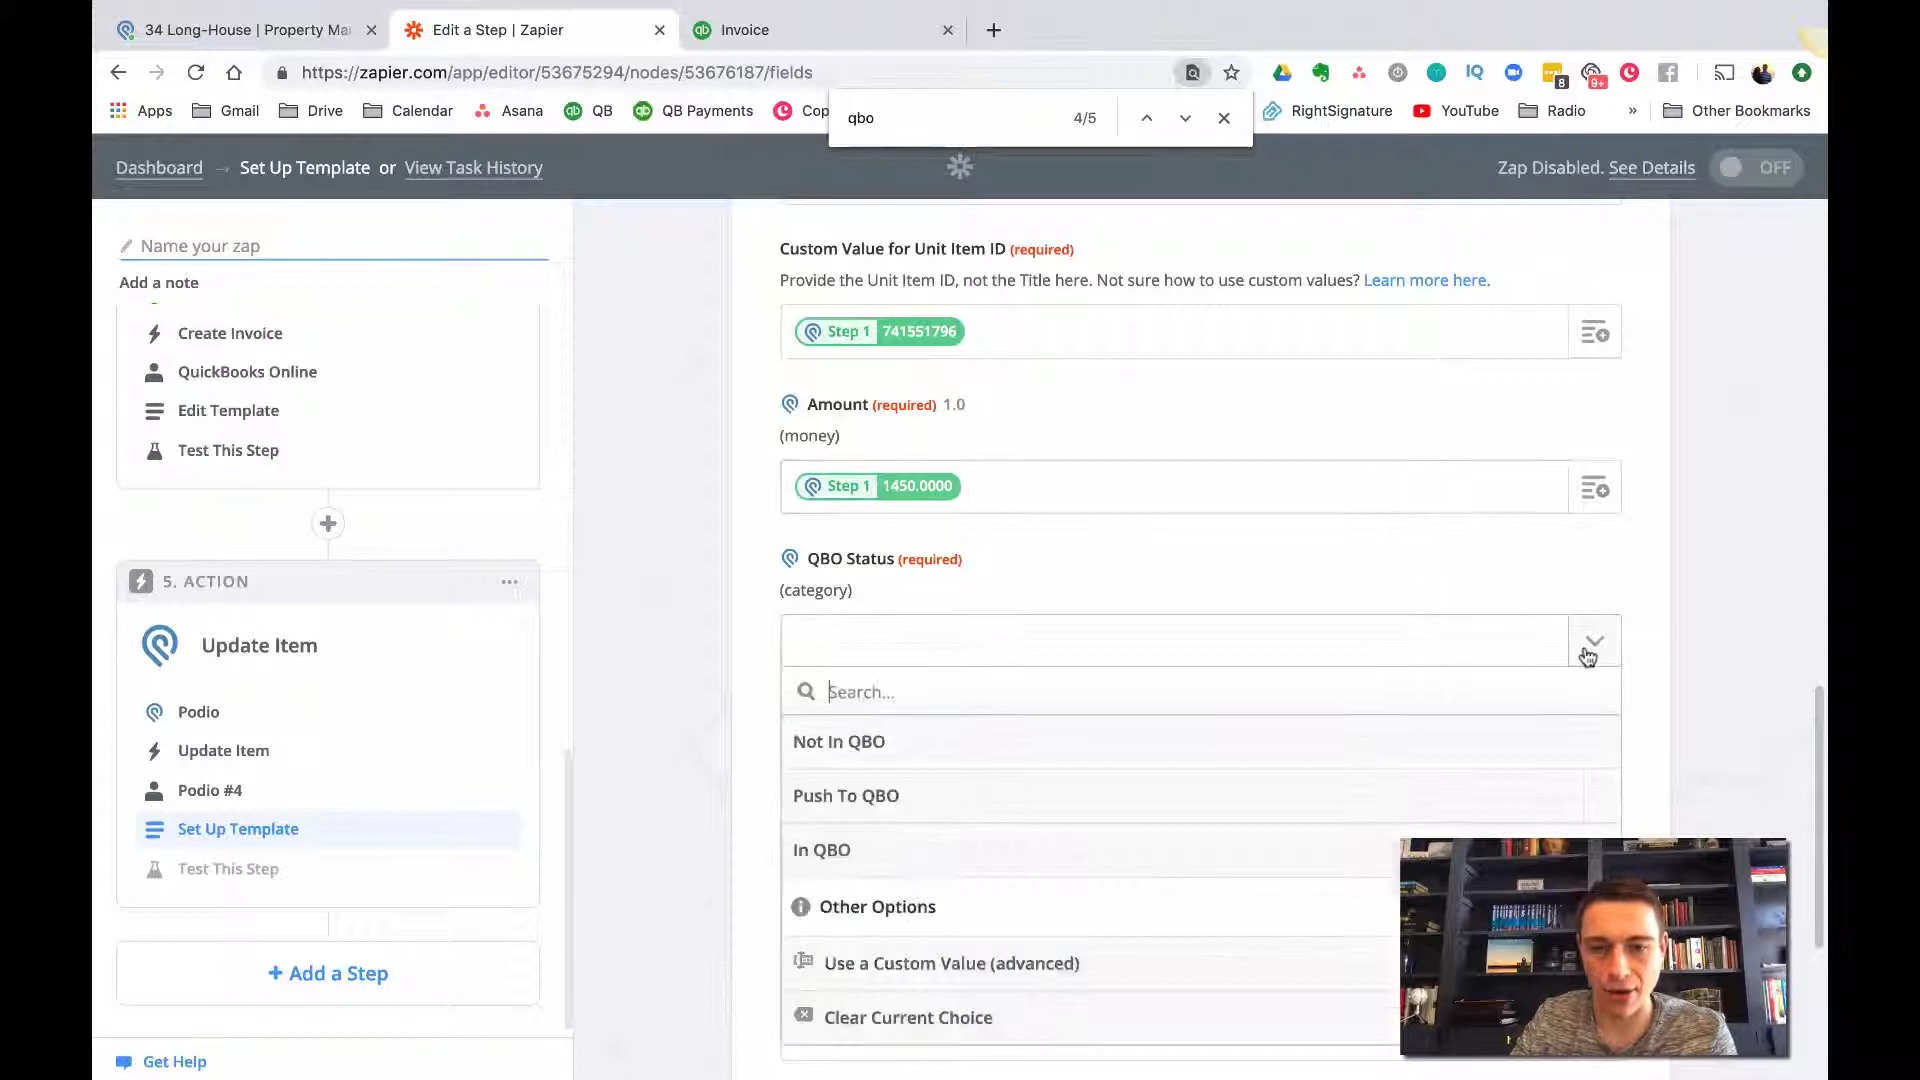 34 Long-House | Property Ma
Edit a Step | Zapier
Invoice
https://zapier.com/app/editor/53675294/nodes/53676187/fields
8
9+
Apps
Gmail
Drive
Calendar
Asana
QB
QB Payments
Cop
qbo
4/5
RightSignature
YouTube
Radio
Other Bookmarks
Dashboard → Set Up Template or View Task History
Zap Disabled. See Details
OFF
Name your zap
Add a note
Create Invoice
QuickBooks Online
Edit Template
Test This Step
5. ACTION
Update Item
Podio
Update Item
Podio #4
Set Up Template
Test This Step
+ Add a Step
Get Help
Custom Value for Unit Item ID (required)
Provide the Unit Item ID, not the Title here. Not sure how to use custom values? Learn more here.
Step 1 741551796
Amount (required) 1.0
(money)
Step 1 1450.0000
QBO Status (required)
(category)
Search...
Not In QBO
Push To QBO
In QBO
Other Options
Use a Custom Value (advanced)
Clear Current Choice